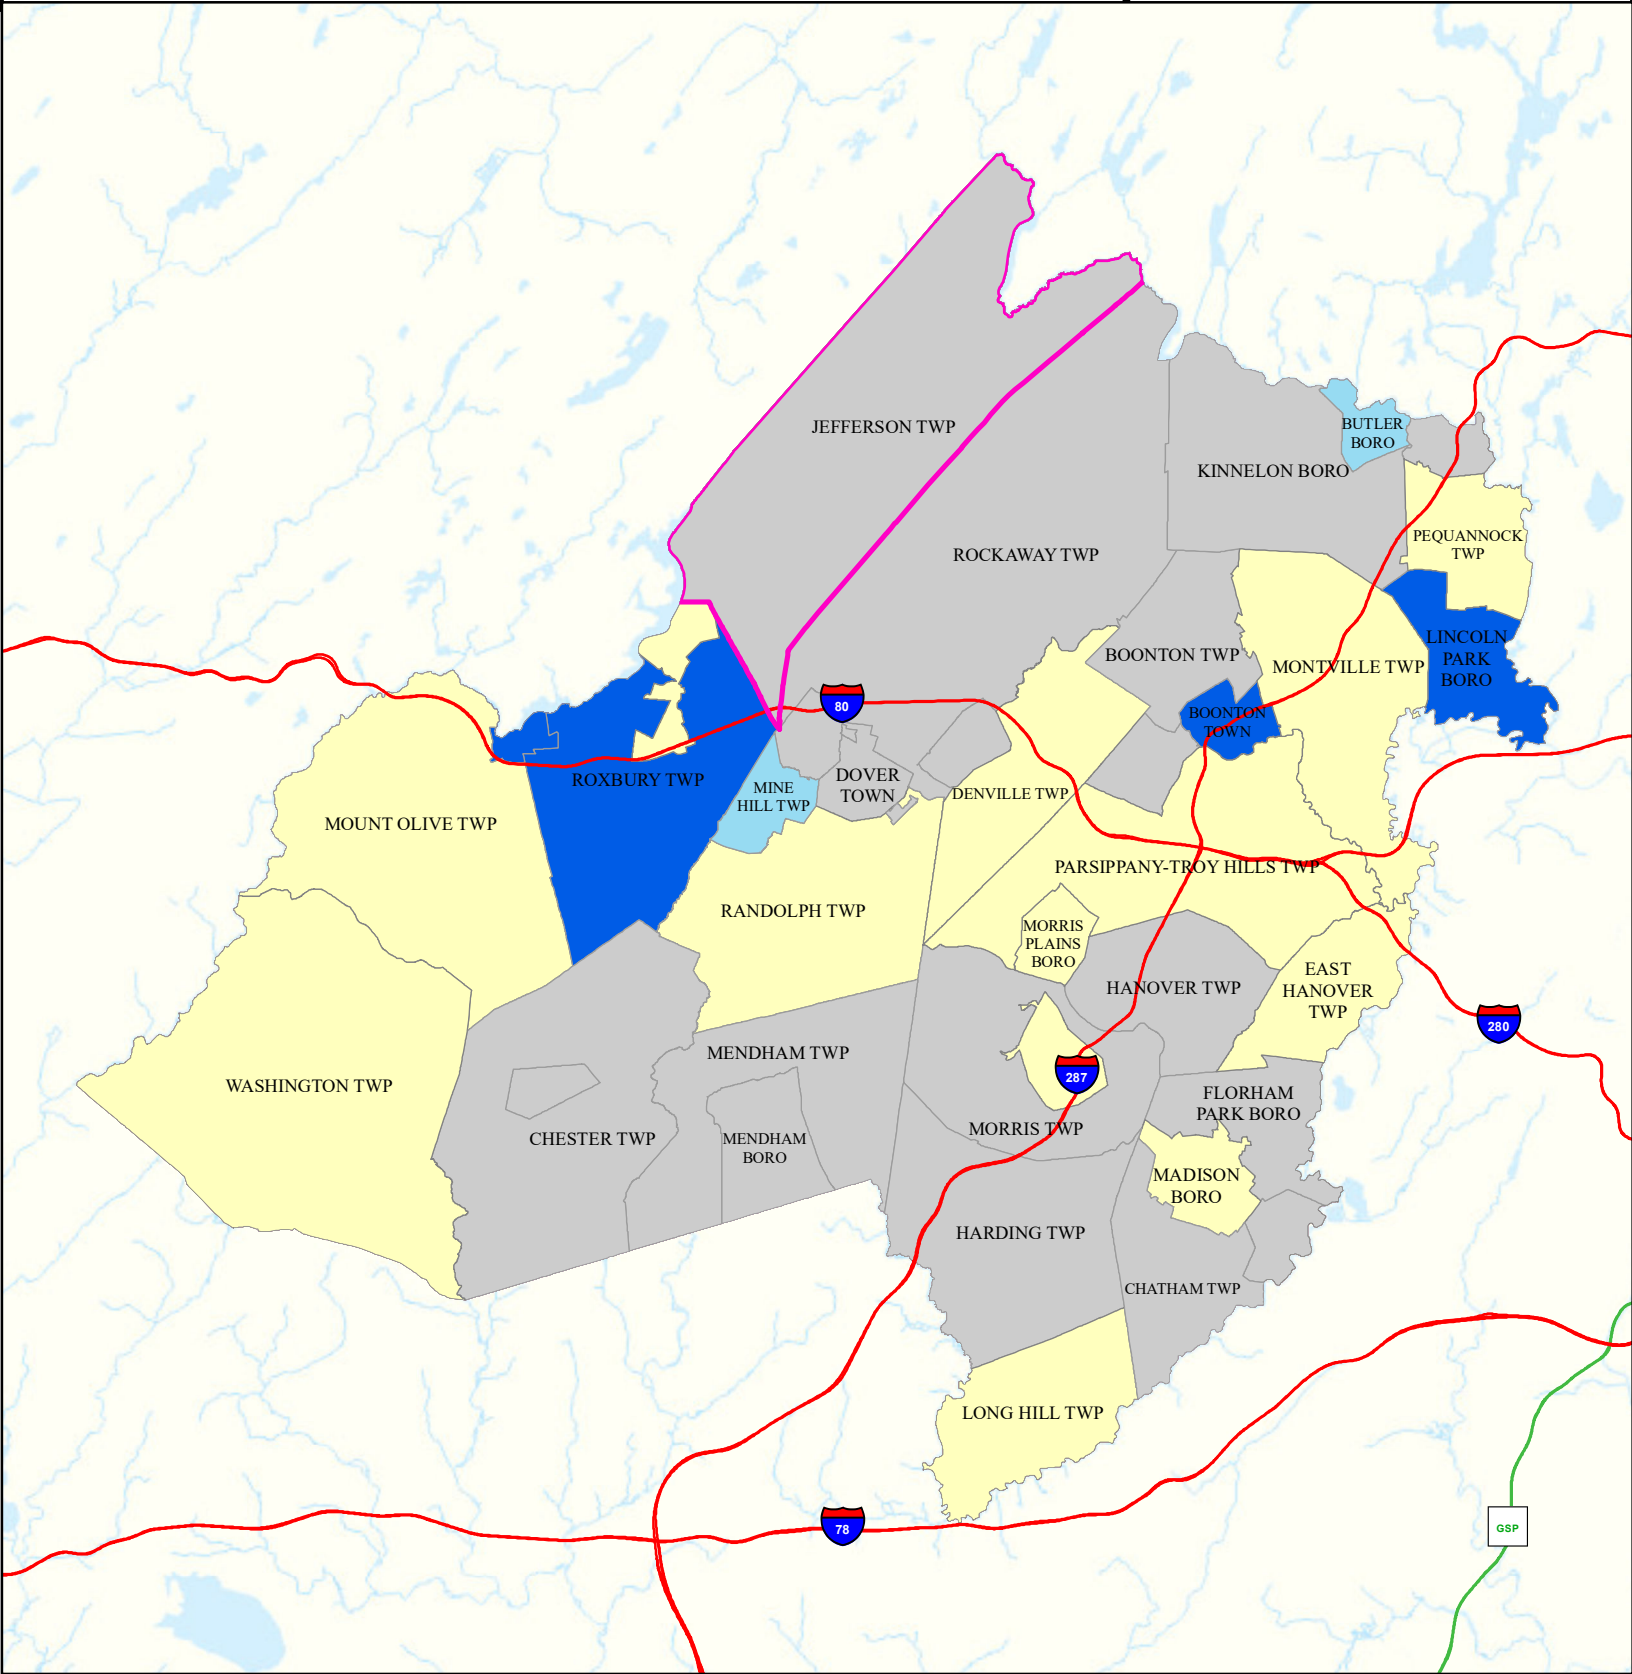 JEFFERSON TWP
BUTLER
BORO
KINNELON BORO
PEQUANNOCK
TWP
ROCKAWAY TWP
LINCOLN
PARK
BORO
BOONTON TWP
MONTVILLE TWP
80
BOONTON
TOWN
ROXBURY TWP
MINE
HILL TWP
DOVER
TOWN
DENVILLE TWP
MOUNT OLIVE TWP
PARSIPPANY-TROY HILLS TWP
RANDOLPH TWP
MORRIS
PLAINS
BORO
EAST
HANOVER
TWP
HANOVER TWP
280
MENDHAM TWP
287
WASHINGTON TWP
FLORHAM
PARK BORO
CHESTER TWP
MENDHAM
BORO
MORRIS TWP
MADISON
BORO
HARDING TWP
CHATHAM TWP
LONG HILL TWP
78
GSP